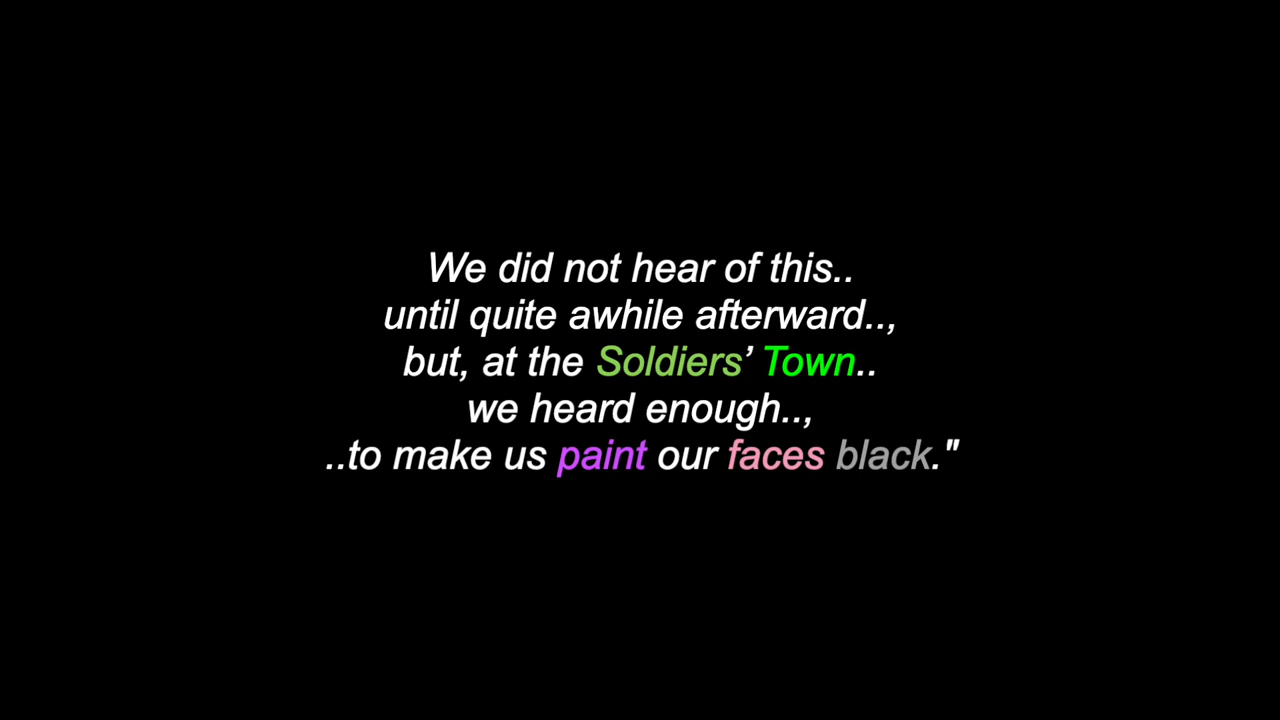 We did not hear of this..
until quite awhile afterward..,
but, at the Soldiers’ Town..
we heard enough..,
..to make us paint our faces black."